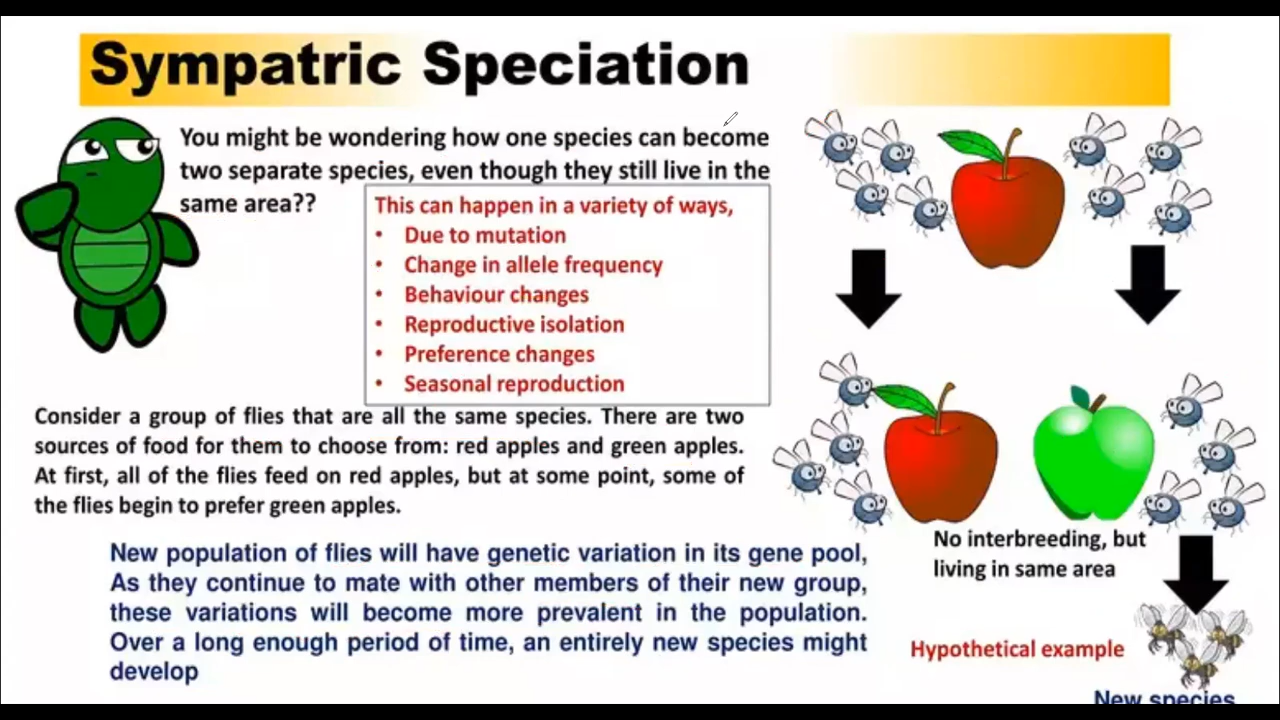 Sympatric Speciation
You might be wondering how one species can become
two separate species, even though they still live in the
same area??
This can happen in a variety of ways,
• Due to mutation
• Change in allele frequency
• Behaviour changes
• Reproductive isolation
• Preference changes
• Seasonal reproduction
Consider a group of flies that are all the same species. There are two
sources of food for them to choose from: red apples and green apples.
At first, all of the flies feed on red apples, but at some point, some of
the flies begin to prefer green apples.
New population of flies will have genetic variation in its gene pool,
As they continue to mate with other members of their new group,
these variations will become more prevalent in the population.
Over a long enough period of time, an entirely new species might
develop
No interbreeding, but
living in same area
Hypothetical example
New species